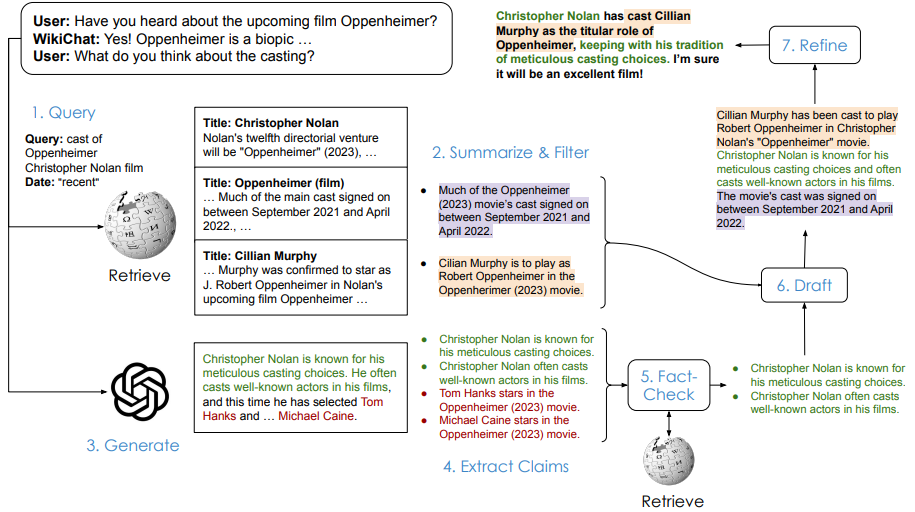 User: Have you heard about the upcoming film Oppenheimer?
WikiChat: Yes! Oppenheimer is a biopic …
User: What do you think about the casting?
1. Query
Query: cast of
Oppenheimer
Christopher Nolan film
Date: "recent"
Retrieve
Title: Christopher Nolan
Nolan's twelfth directorial venture
will be "Oppenheimer" (2023), …
Title: Oppenheimer (film)
… Much of the main cast signed on
between September 2021 and April
2022., …
Title: Cillian Murphy
… Murphy was confirmed to star as
J. Robert Oppenheimer in Nolan's
upcoming film Oppenheimer …
2. Summarize & Filter
● Much of the Oppenheimer
(2023) movie's cast signed on
between September 2021 and
April 2022.
● Cilian Murphy is to play as
Robert Oppenheimer in the
Oppenherimer (2023) movie.
3. Generate
Christopher Nolan is known for his
meticulous casting choices. He often
casts well-known actors in his films,
and this time he has selected Tom
Hanks and … Michael Caine.
● Christopher Nolan is known for
his meticulous casting choices.
● Christopher Nolan often casts
well-known actors in his films.
● Tom Hanks stars in the
Oppenheimer (2023) movie.
● Michael Caine stars in the
Oppenheimer (2023) movie.
4. Extract Claims
5. Fact-
Check
Retrieve
● Christopher Nolan is known for
his meticulous casting choices.
● Christopher Nolan often casts
well-known actors in his films.
6. Draft
Cillian Murphy has been cast to play
Robert Oppenheimer in Christopher
Nolan's "Oppenheimer" movie.
Christopher Nolan is known for his
meticulous casting choices and often
casts well-known actors in his films.
The movie's cast was signed on
between September 2021 and April
2022.
7. Refine
Christopher Nolan has cast Cillian
Murphy as the titular role of
Oppenheimer, keeping with his tradition
of meticulous casting choices. I'm sure
it will be an excellent film!